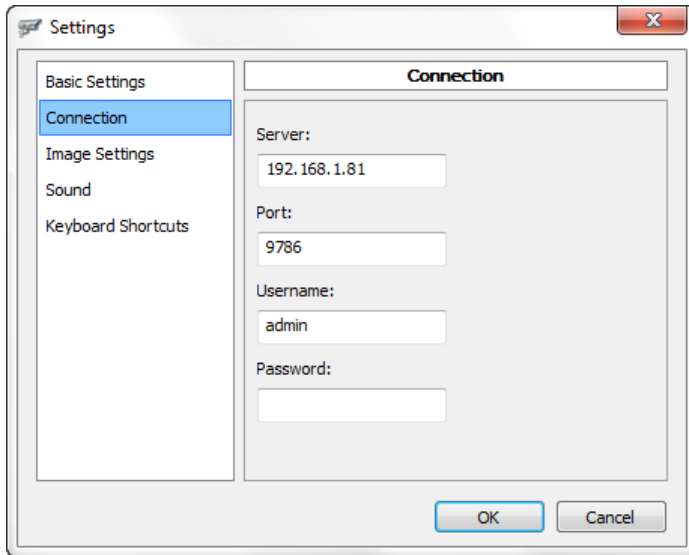 Settings
Basic Settings
Connection
Image Settings
Sound
Keyboard Shortcuts
Connection
Server:
192.168.1.81
Port:
9786
Username:
admin
Password:
OK
Cancel